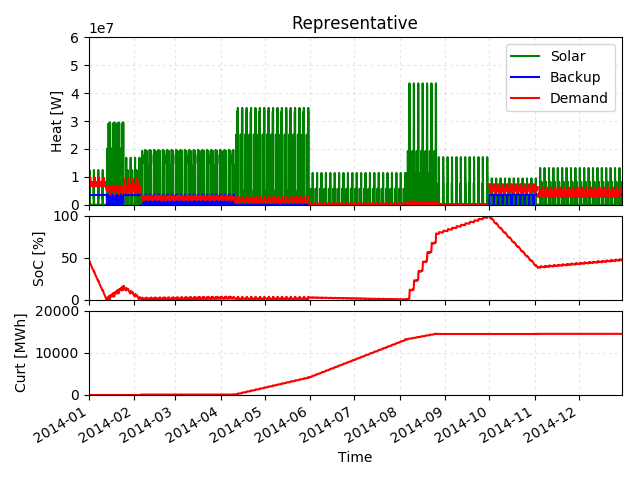 Representative
1e7
6
5
4
3
2
1
0
Heat [W]
Solar
Backup
Demand
100
50
0
SoC [%]
20000
10000
0
Curt [MWh]
2014-01
2014-02
2014-03
2014-04
2014-05
2014-06
2014-07
2014-08
2014-09
2014-10
2014-11
2014-12
Time